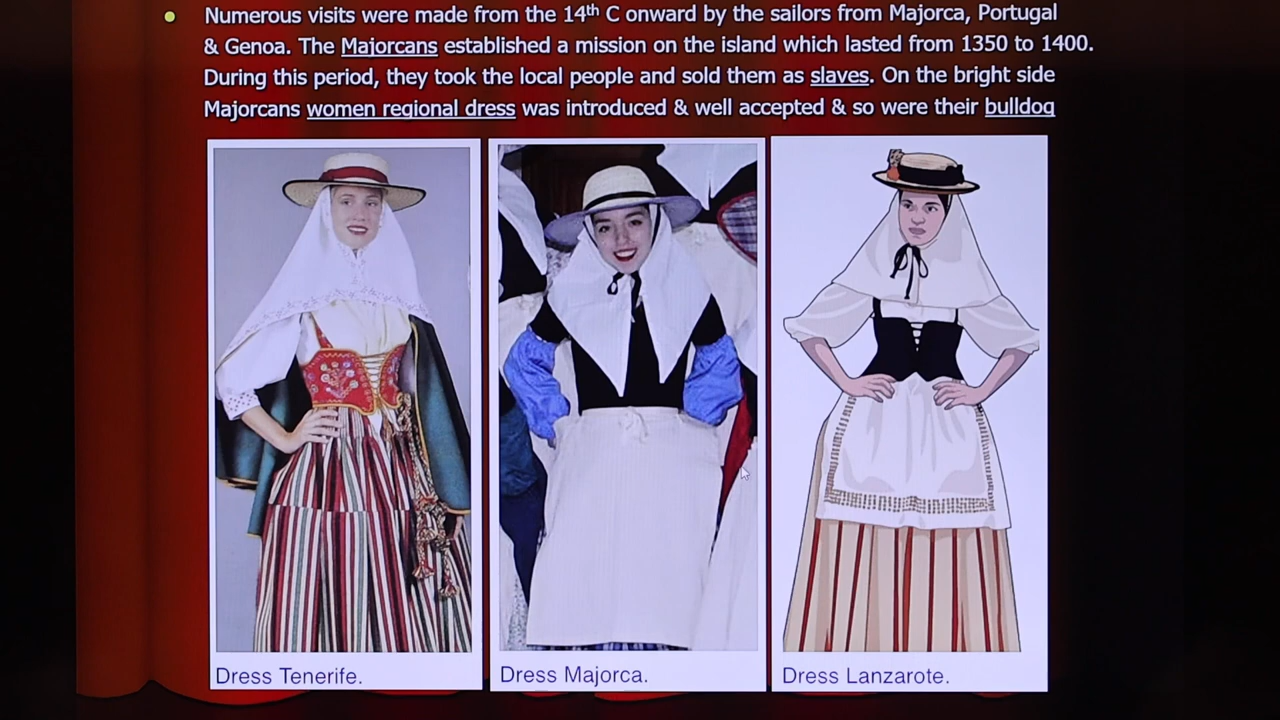 Numerous visits were made from the 14th C onward by the sailors from Majorca, Portugal
& Genoa. The Majorcans established a mission on the island which lasted from 1350 to 1400.
During this period, they took the local people and sold them as slaves. On the bright side
Majorcans women regional dress was introduced & well accepted & so were their bulldog
Dress Tenerife.
Dress Majorca.
Dress Lanzarote.